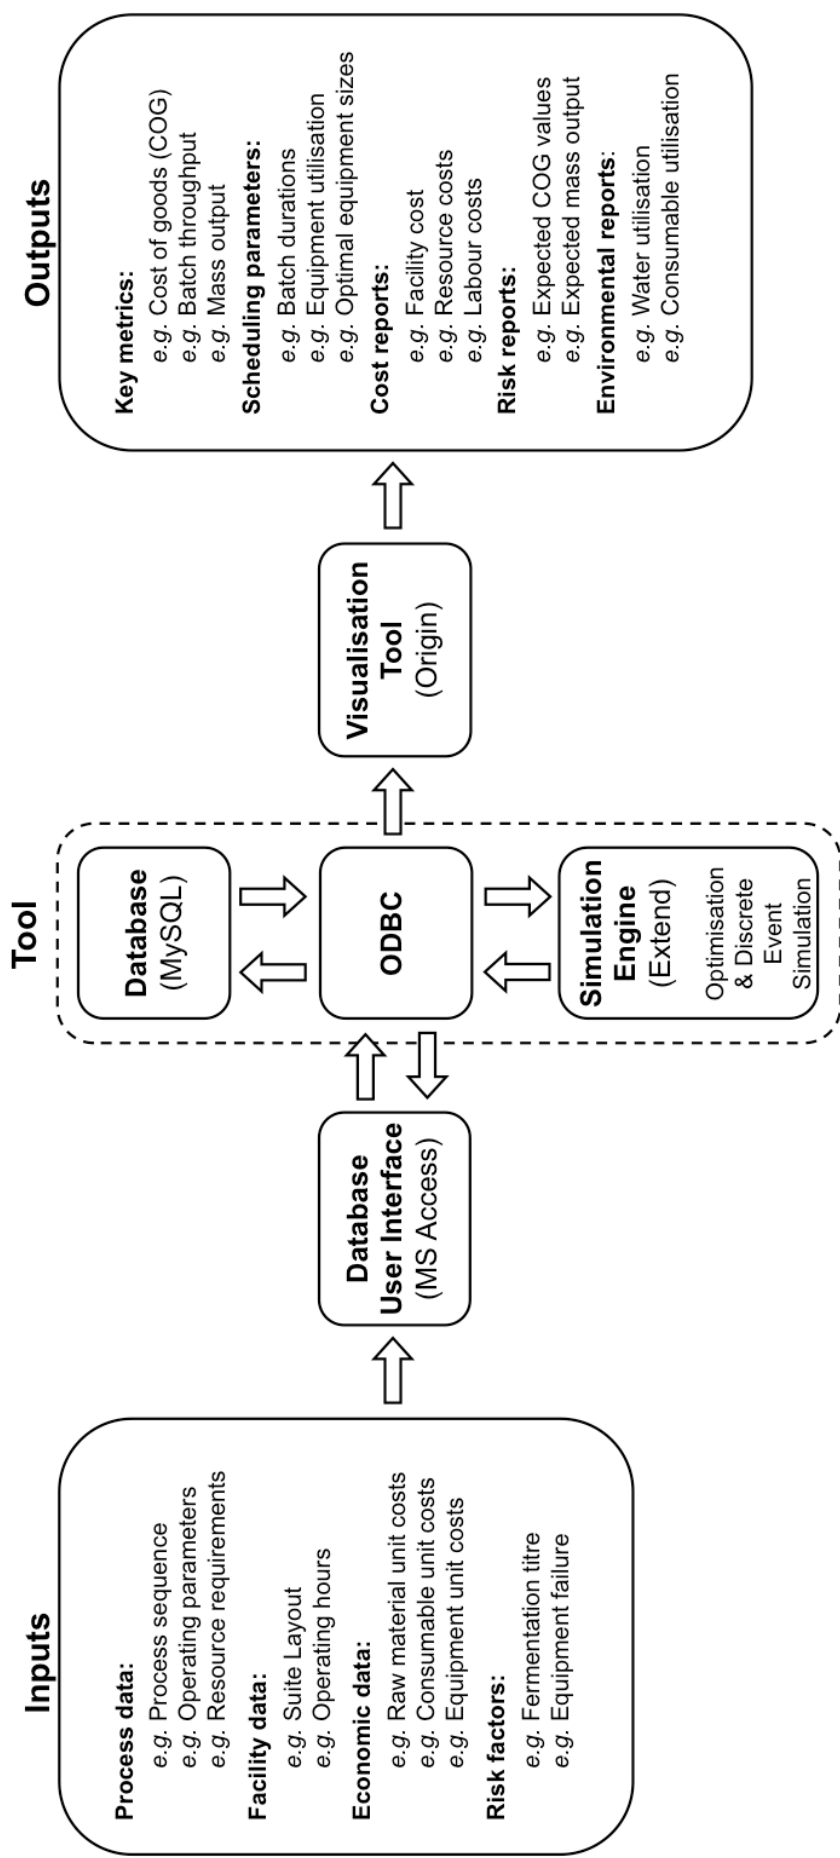 Inputs
Process data:
e.g. Process sequence
e.g. Operating parameters
e.g. Resource requirements
Facility data:
e.g. Suite Layout
e.g. Operating hours
Economic data:
e.g. Raw material unit costs
e.g. Consumable unit costs
e.g. Equipment unit costs
Risk factors:
e.g. Fermentation titre
e.g. Equipment failure
Database
User Interface
(MS Access)
Tool
Database
(MySQL)
ODBC
Simulation
Engine
(Extend)
Optimisation
& Discrete
Event
Simulation
Visualisation
Tool
(Origin)
Outputs
Key metrics:
e.g. Cost of goods (COG)
e.g. Batch throughput
e.g. Mass output
Scheduling parameters:
e.g. Batch durations
e.g. Equipment utilisation
e.g. Optimal equipment sizes
Cost reports:
e.g. Facility cost
e.g. Resource costs
e.g. Labour costs
Risk reports:
e.g. Expected COG values
e.g. Expected mass output
Environmental reports:
e.g. Water utilisation
e.g. Consumable utilisation